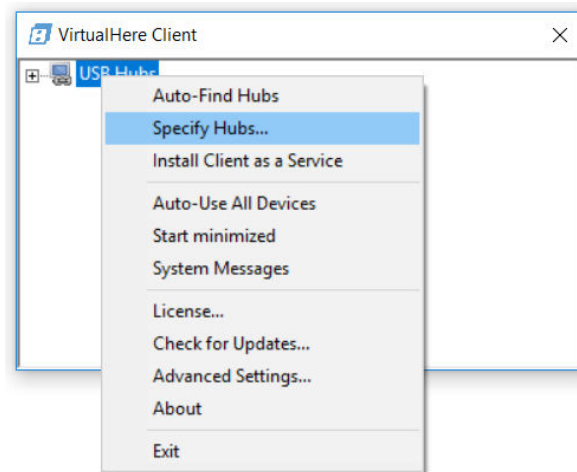 VirtualHere Client
USB Hubs
Auto-Find Hubs
Specify Hubs...
Install Client as a Service
Auto-Use All Devices
Start minimized
System Messages
License...
Check for Updates...
Advanced Settings...
About
Exit